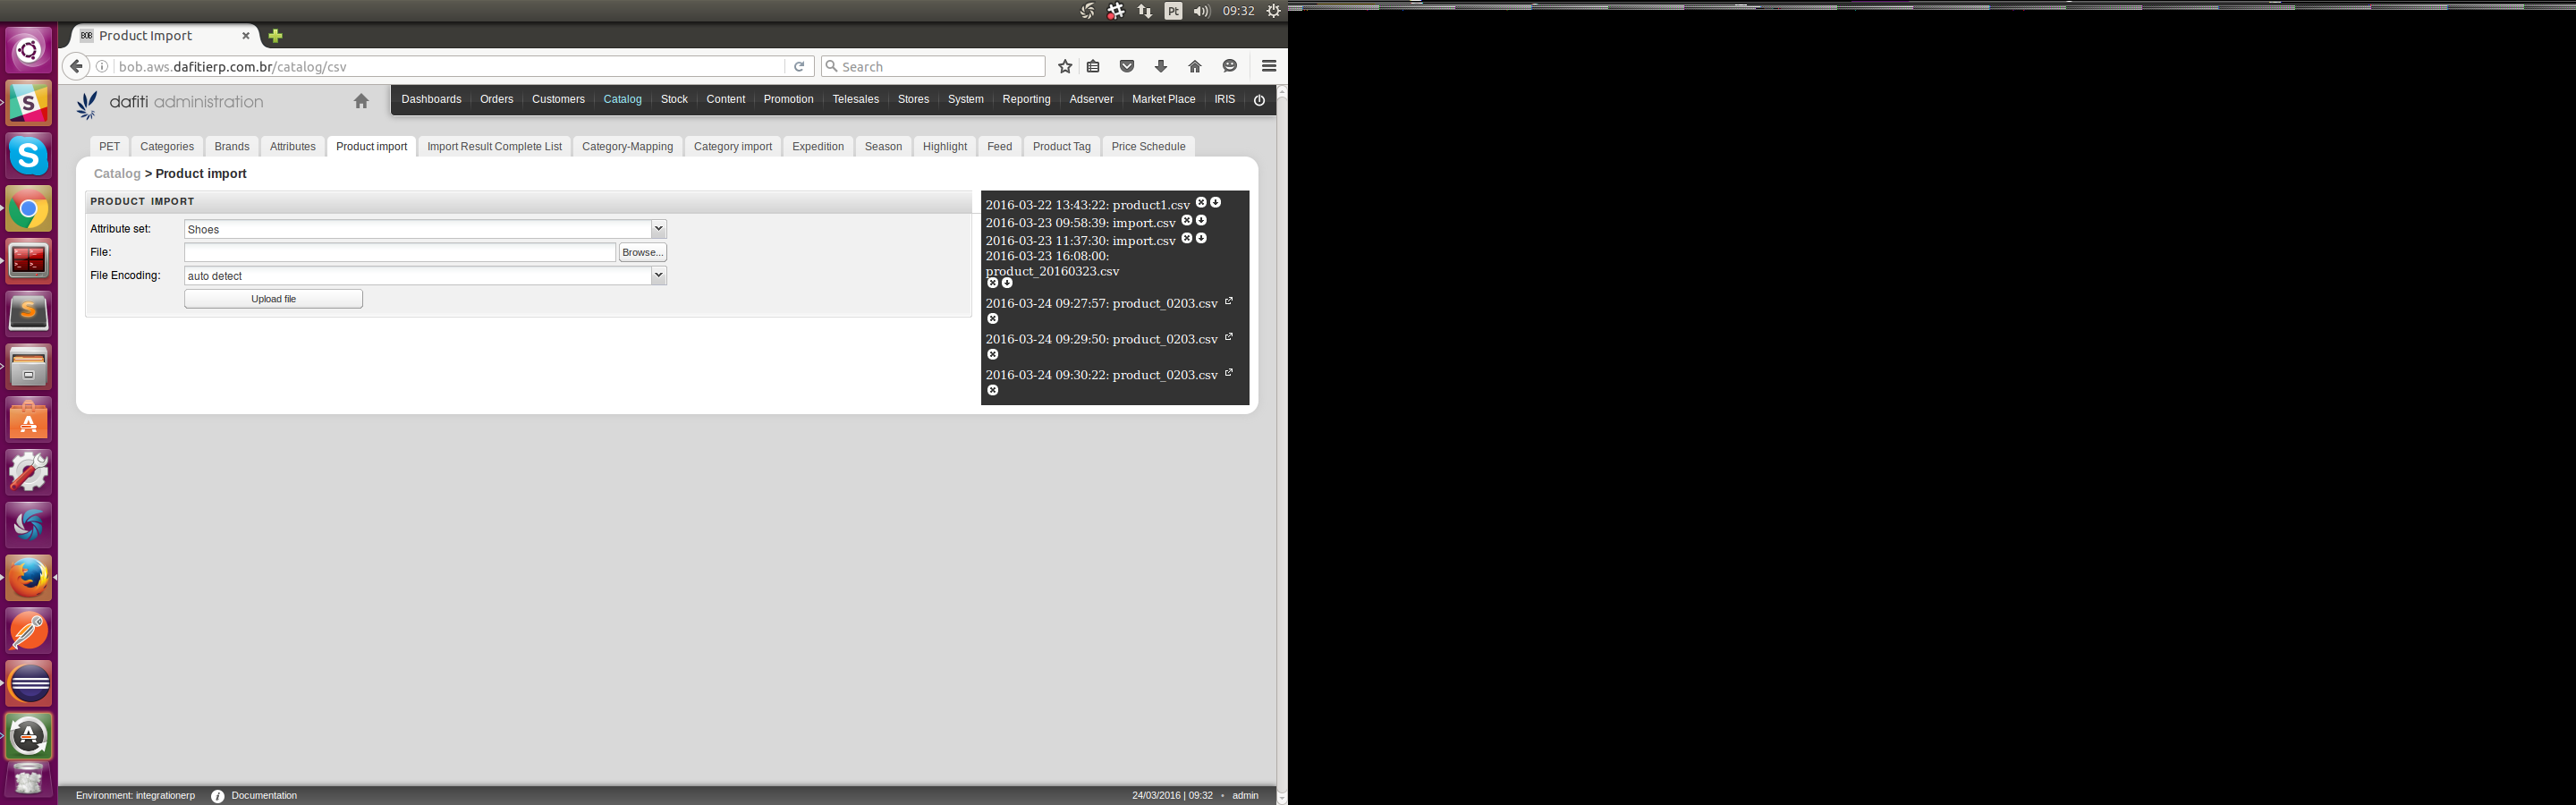 Pt 09:32
BOB Product Import
bob.aws.dafitierp.com.br/catalog/csv
Search
dafiti administration
Dashboards Orders Customers Catalog Stock Content Promotion Telesales Stores System Reporting Adserver Market Place IRIS
PET Categories Brands Attributes Product import Import Result Complete List Category-Mapping Category import Expedition Season Highlight Feed Product Tag Price Schedule
Catalog > Product import
PRODUCT IMPORT
Attribute set: Shoes
File: Browse...
File Encoding: auto detect
Upload file
2016-03-22 13:43:22: product1.csv
2016-03-23 09:58:39: import.csv
2016-03-23 11:37:30: import.csv
2016-03-23 16:08:00:
product_20160323.csv
2016-03-24 09:27:57: product_0203.csv
2016-03-24 09:29:50: product_0203.csv
2016-03-24 09:30:22: product_0203.csv
Environment: integrationerp Documentation 24/03/2016 | 09:32 • admin